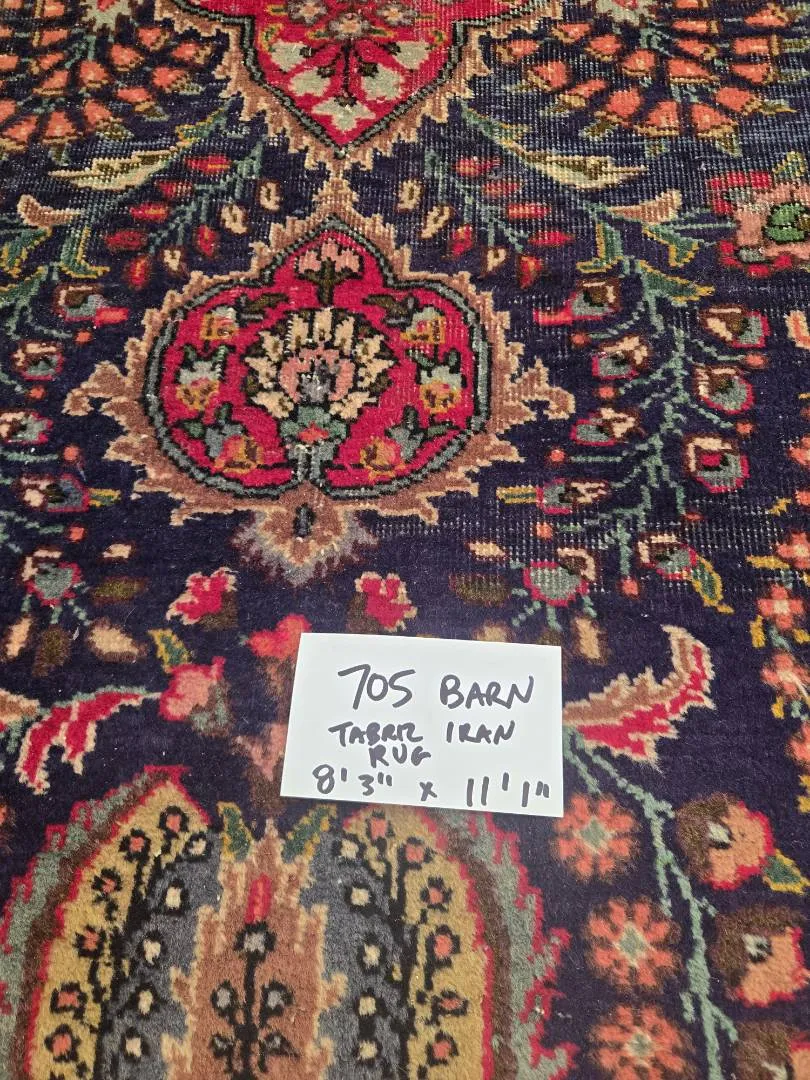 705 BARN
TABRIZ IRAN
RUG
8'3" x 11'1"